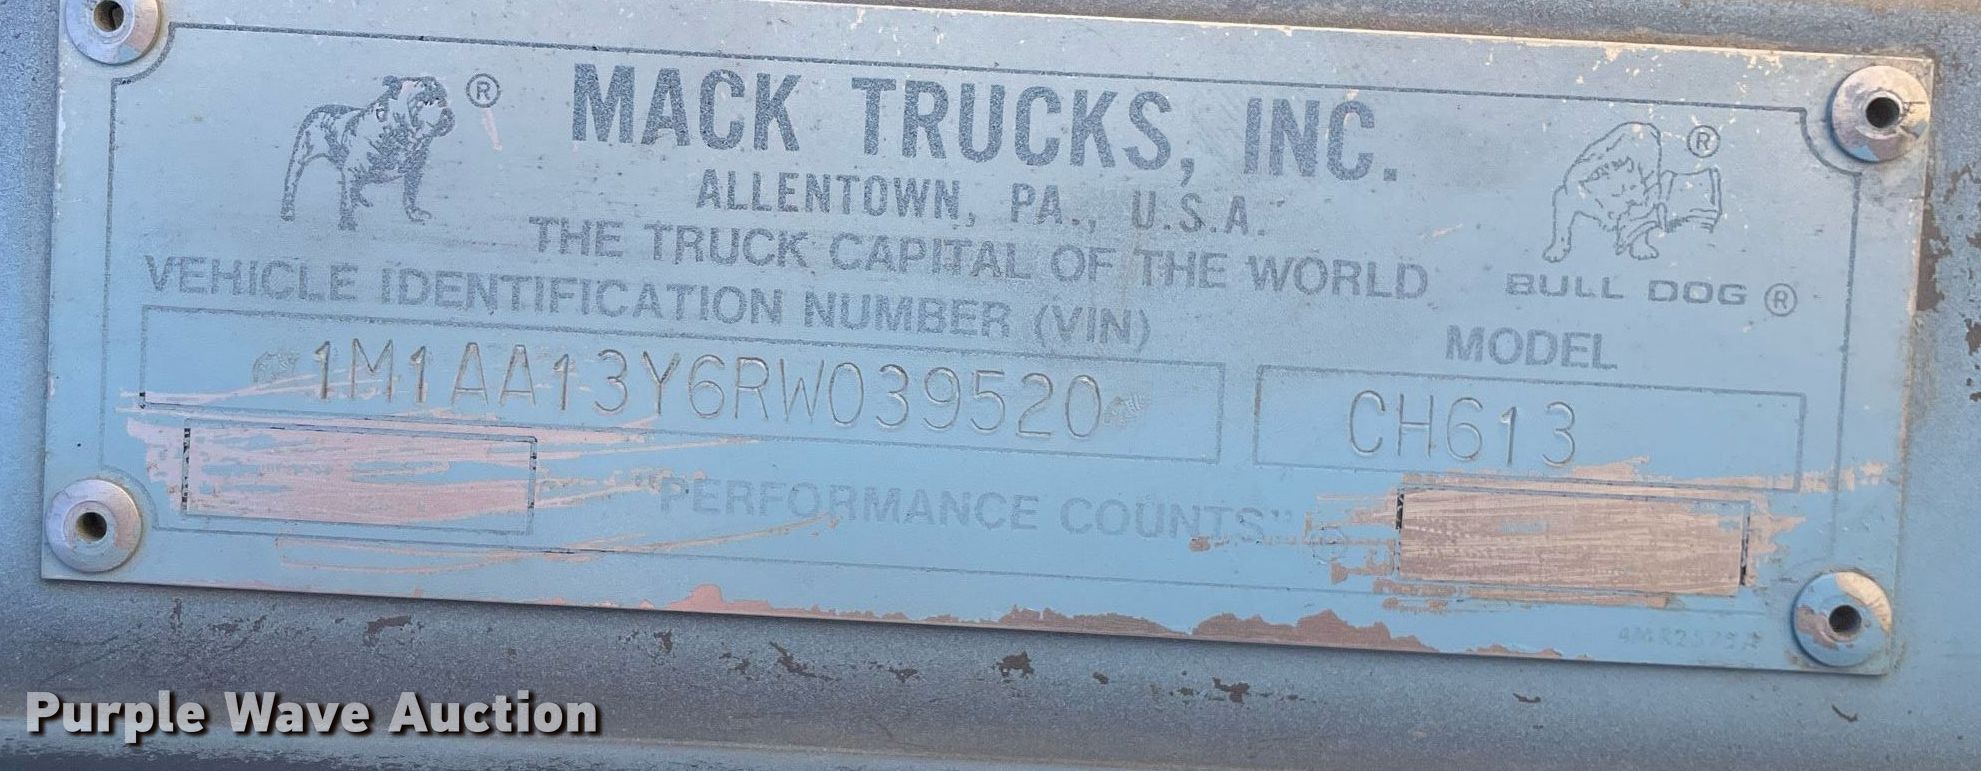 ®
MACK TRUCKS, INC.
ALLENTOWN, PA., U.S.A.
THE TRUCK CAPITAL OF THE WORLD
®
BULL DOG ®
VEHICLE IDENTIFICATION NUMBER (VIN)
MODEL
1M1AA13Y6RW039520
CH613
"PERFORMANCE COUNTS"
Purple Wave Auction